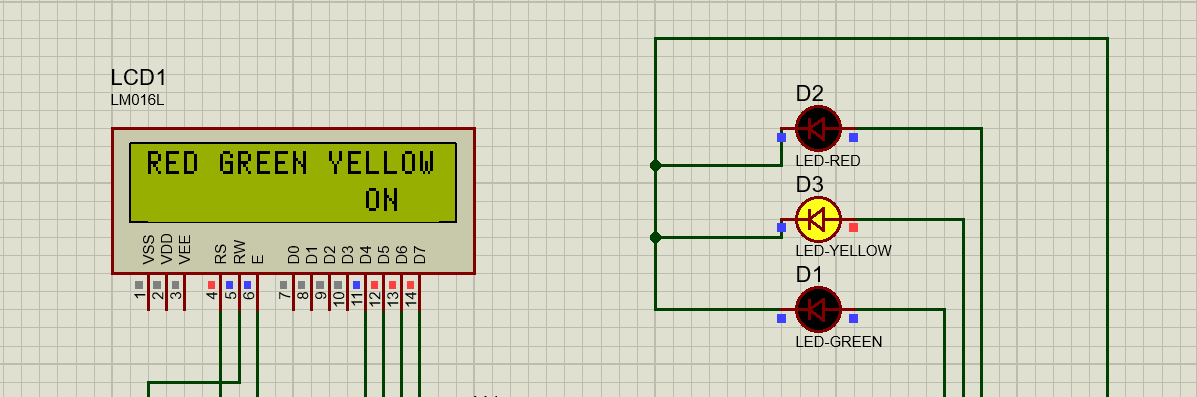 LCD1
LM016L
RED GREEN YELLOW
ON
VSS VDD VEE RS RW E D0 D1 D2 D3 D4 D5 D6 D7
1 2 3 4 5 6 7 8 9 10 11 12 13 14
D2
LED-RED
D3
LED-YELLOW
D1
LED-GREEN